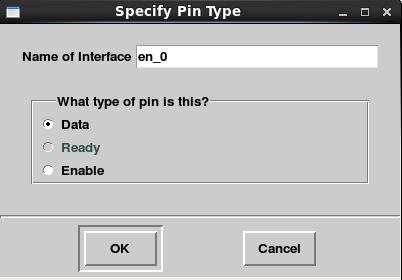 Specify Pin Type
Name of Interface en_0
What type of pin is this?
Data
Ready
Enable
OK Cancel